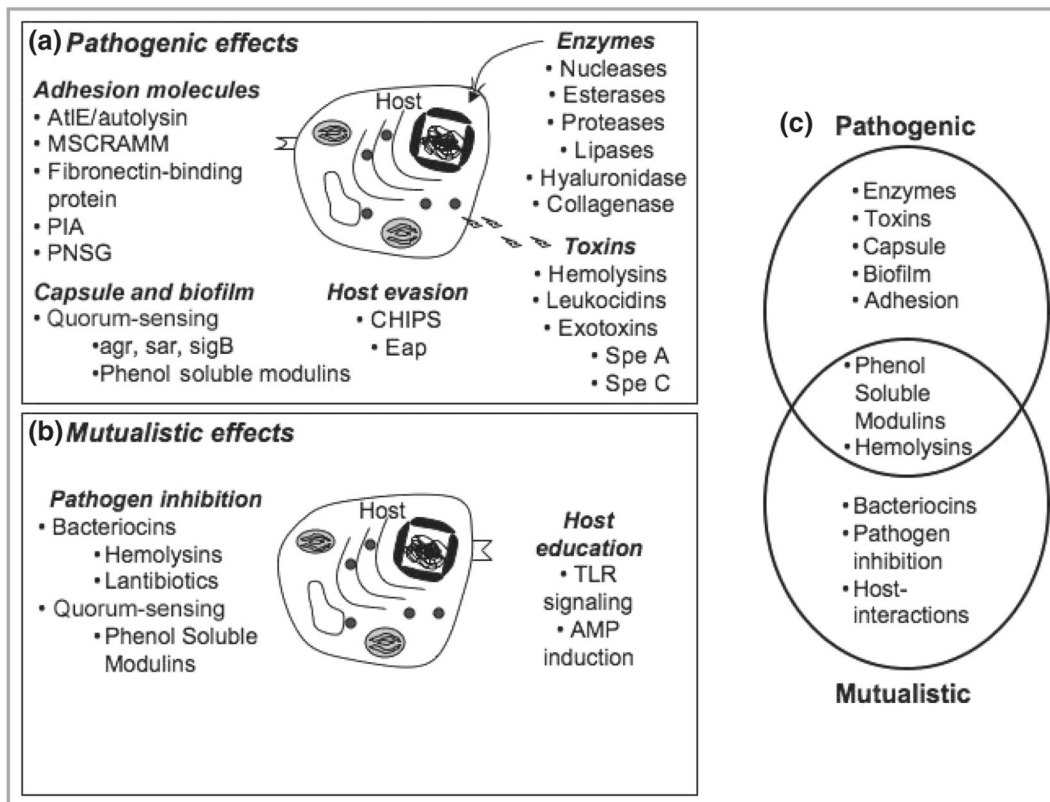 (a) Pathogenic effects
Adhesion molecules
• AtlE/autolysin
• MSCRAMM
• Fibronectin-binding
protein
• PIA
• PNSG
Capsule and biofilm
• Quorum-sensing
•agr, sar, sigB
•Phenol soluble modulins
Host
Host evasion
• CHIPS
• Eap
Enzymes
• Nucleases
• Esterases
• Proteases
• Lipases
• Hyaluronidase
• Collagenase
Toxins
• Hemolysins
• Leukocidins
• Exotoxins
• Spe A
• Spe C
(b) Mutualistic effects
Pathogen inhibition
• Bacteriocins
•Hemolysins
•Lantibiotics
• Quorum-sensing
•Phenol Soluble
Modulins
Host
Host
education
• TLR
signaling
• AMP
induction
(c) Pathogenic
• Enzymes
• Toxins
• Capsule
• Biofilm
• Adhesion
• Phenol
Soluble
Modulins
•Hemolysins
• Bacteriocins
• Pathogen
inhibition
• Host-
interactions
Mutualistic